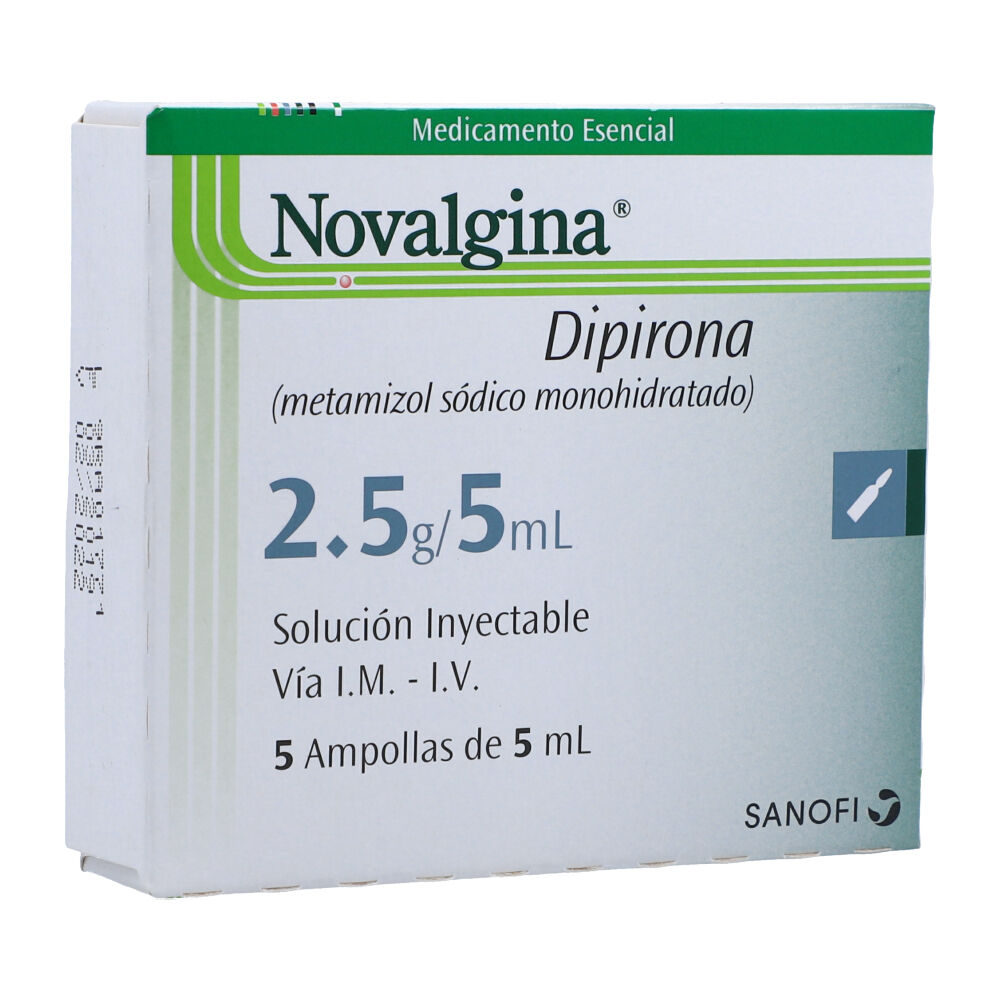 Medicamento Esencial
Novalgina®
Dipirona
(metamizol sódico monohidratado)
2.5g/5mL
Solución Inyectable
Vía I.M. - I.V.
5 Ampollas de 5 mL
SANOFI